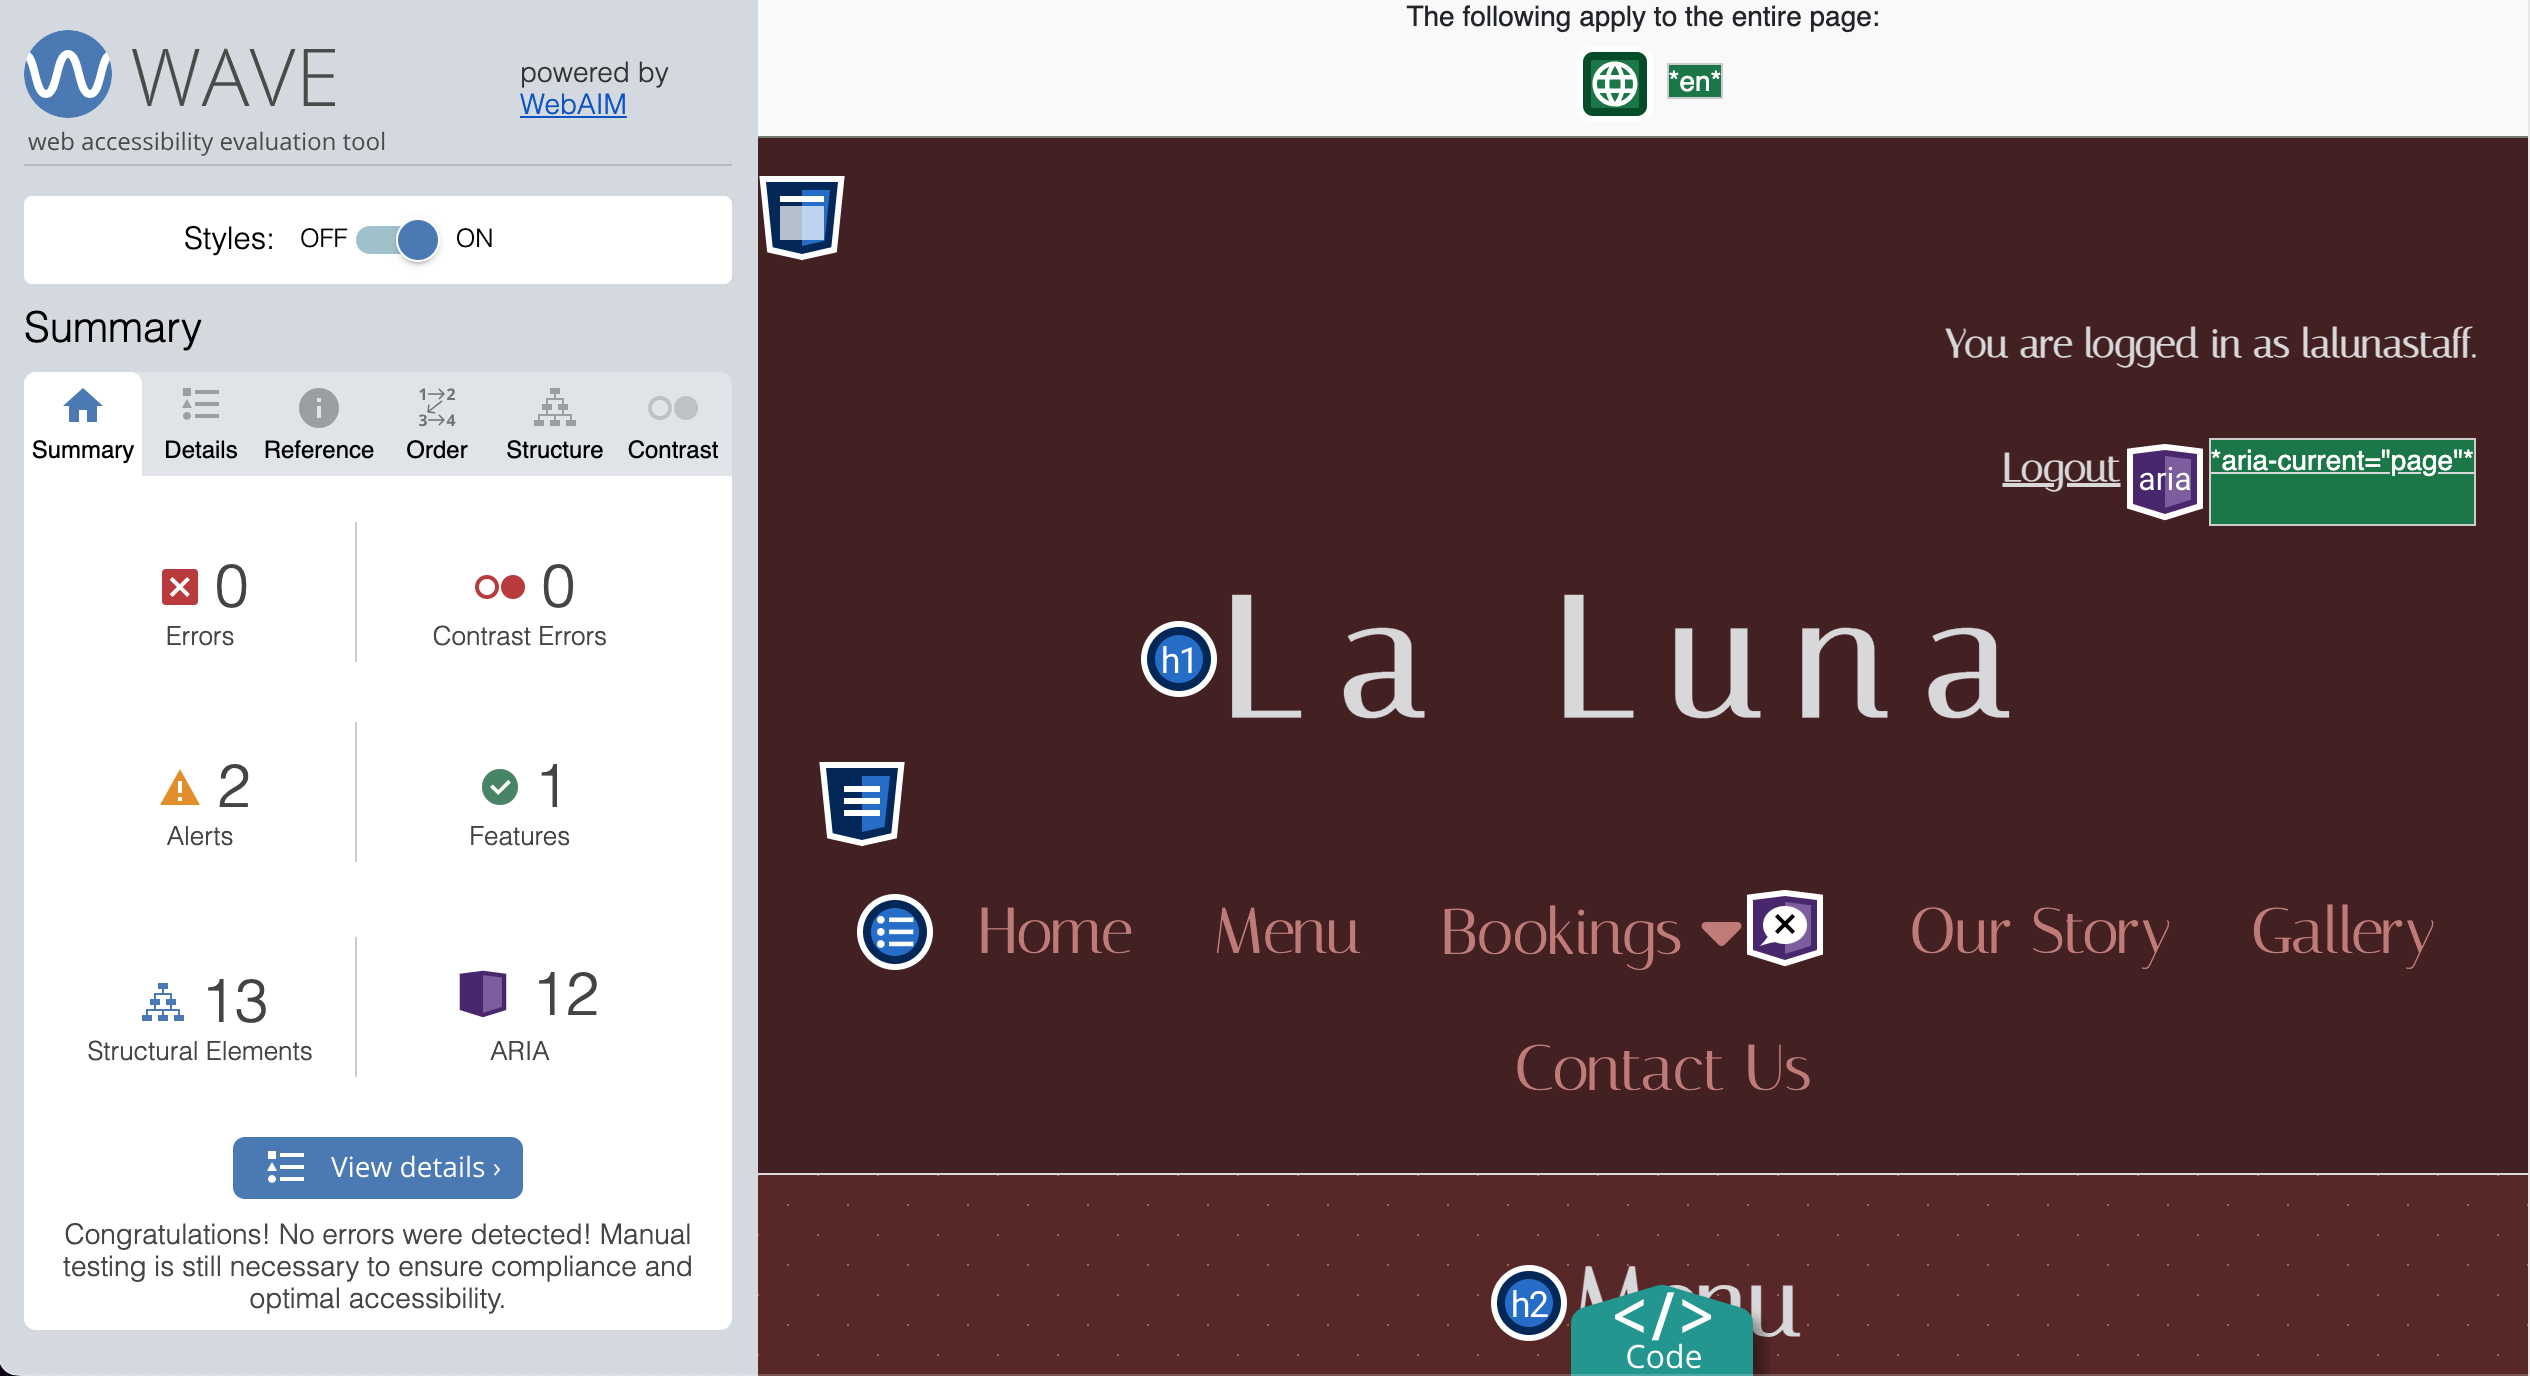 WAVE
powered by
WebAIM
web accessibility evaluation tool
Styles: OFF ON
Summary
Summary
Details
Reference
1→2
3→4
Order
Structure
Contrast
0
Errors
0
Contrast Errors
2
Alerts
1
Features
13
Structural Elements
12
ARIA
View details ›
Congratulations! No errors were detected! Manual
testing is still necessary to ensure compliance and
optimal accessibility.
The following apply to the entire page:
*en*
You are logged in as lalunastaff.
Logout
aria
*aria-current="page"*
h1
La Luna
Home
Menu
Bookings
Our Story
Gallery
Contact Us
h2
Menu
</>
Code